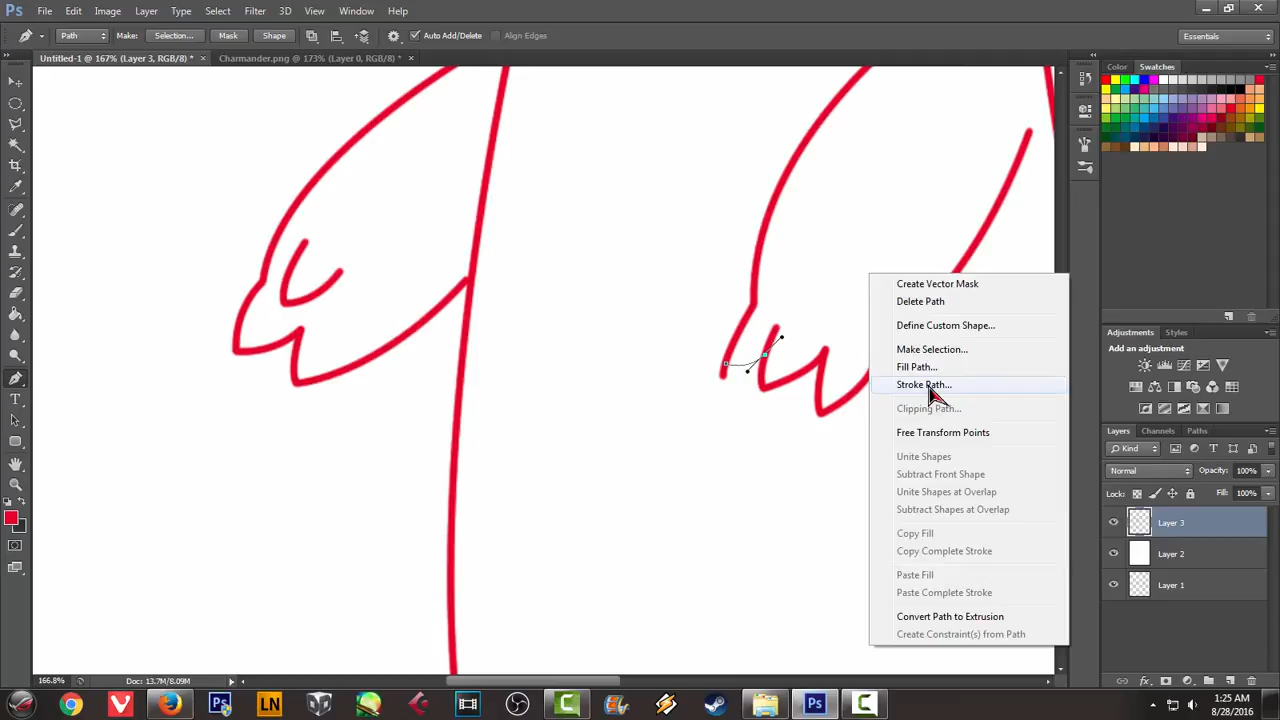 Ps File Edit Image Layer Type Select Filter 3D View Window Help
Path Make: Selection... Mask Shape Auto Add/Delete Align Edges Essentials
Untitled-1 @ 167% (Layer 3, RGB/8) * × Charmander.png @ 173% (Layer 0, RGB/8) * ×
Color Swatches
Create Vector Mask
Delete Path
Define Custom Shape...
Make Selection...
Fill Path...
Stroke Path...
Clipping Path...
Free Transform Points
Unite Shapes
Subtract Front Shape
Unite Shapes at Overlap
Subtract Shapes at Overlap
Copy Fill
Copy Complete Stroke
Paste Fill
Paste Complete Stroke
Convert Path to Extrusion
Create Constraint(s) from Path
Adjustments Styles
Add an adjustment
Layers Channels Paths
Kind
Normal Opacity: 100%
Lock: Fill: 100%
Layer 3
Layer 2
Layer 1
166.8% Doc: 13.7M/8.09M
Ps LN Ps
1:25 AM
8/28/2016